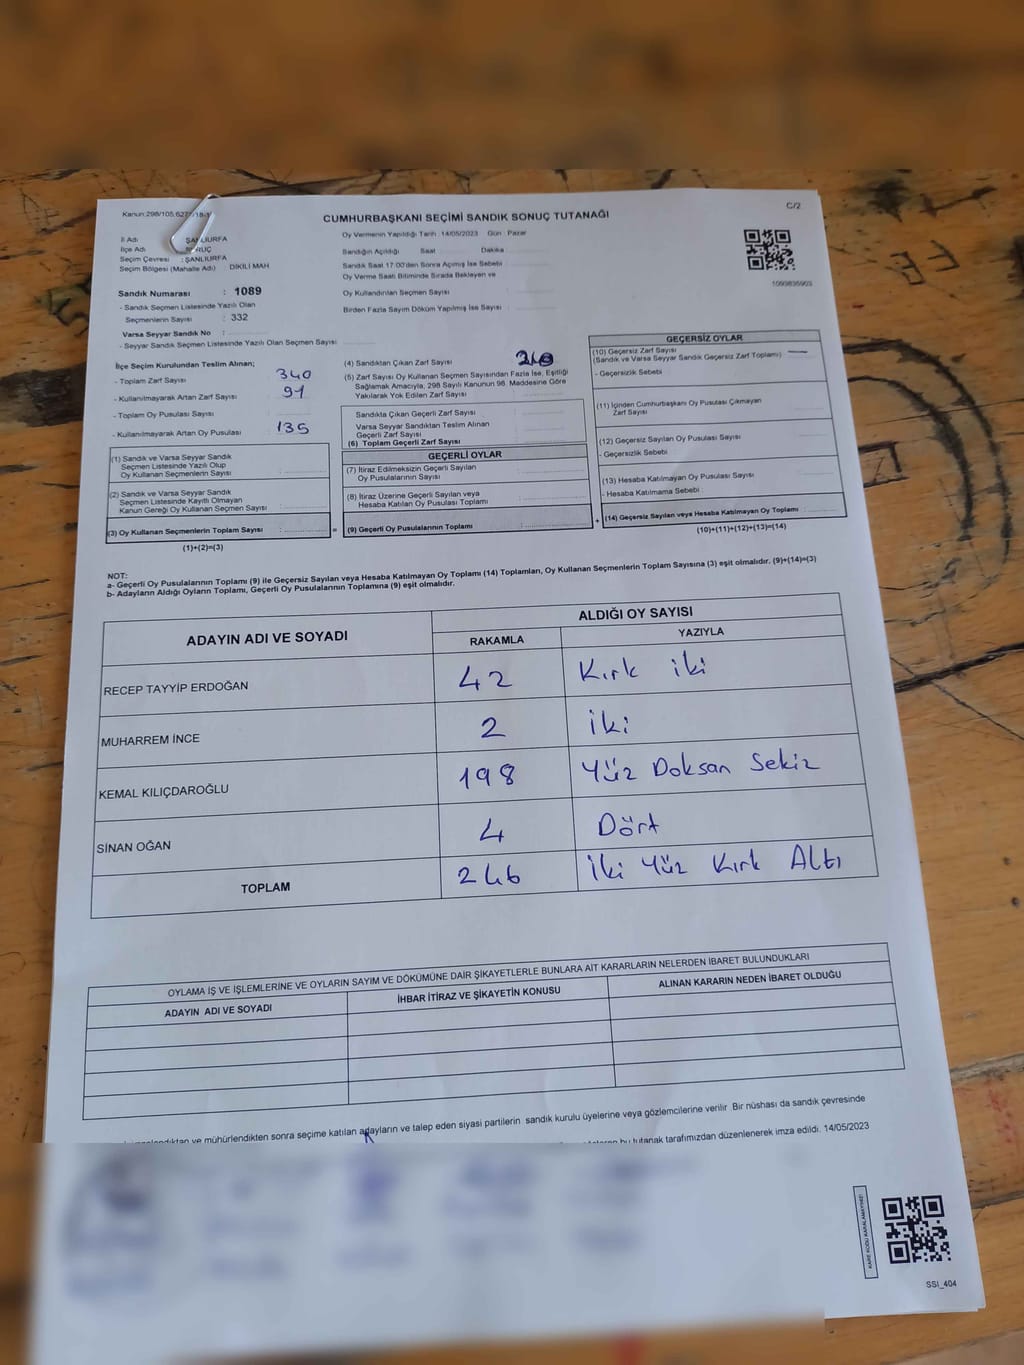 Kanun:298/105,627
C/2
CUMHURBAŞKANI SEÇİMİ SANDIK SONUÇ TUTANAĞI
İl Adı : ŞANLIURFA
İlçe Adı
Seçim Çevresi : ŞANLIURFA
Seçim Bölgesi (Mahalle Adı) : DİKİLİ MAH
Oy Vermenin Yapıldığı Tarih : 14/05/2023 Gün : Pazar
Sandığın Açıldığı Saat Dakika
Sandık Saat 17:00'den Sonra Açılmış İse Sebebi
Oy Verme Saati Bitiminde Sırada Bekleyen ve
Oy Kullandırılan Seçmen Sayısı :
Birden Fazla Sayım Döküm Yapılmış İse Sayısı :
Sandık Numarası : 1089
- Sandık Seçmen Listesinde Yazılı Olan
Seçmenlerin Sayısı : 332
Varsa Seyyar Sandık No :
- Seyyar Sandık Seçmen Listesinde Yazılı Olan Seçmen Sayısı
İlçe Seçim Kurulundan Teslim Alınan;
- Toplam Zarf Sayısı : 340
- Kullanılmayarak Artan Zarf Sayısı : 91
- Toplam Oy Pusulası Sayısı :
- Kullanılmayarak Artan Oy Pusulası : 135
(1) Sandık ve Varsa Seyyar Sandık
Seçmen Listesinde Yazılı Olup
Oy Kullanan Seçmenlerin Sayısı :
(2) Sandık ve Varsa Seyyar Sandık
Seçmen Listesinde Kayıtlı Olmayan
Kanun Gereği Oy Kullanan Seçmen Sayısı :
(3) Oy Kullanan Seçmenlerin Toplam Sayısı :
(1)+(2)=(3)
(4) Sandıktan Çıkan Zarf Sayısı :
(5) Zarf Sayısı Oy Kullanan Seçmen Sayısından Fazla İse; Eşitliği
Sağlamak Amacıyla, 298 Sayılı Kanunun 98. Maddesine Göre
Yakılarak Yok Edilen Zarf Sayısı :
Sandıkta Çıkan Geçerli Zarf Sayısı :
Varsa Seyyar Sandıktan Teslim Alınan
Geçerli Zarf Sayısı :
(6) Toplam Geçerli Zarf Sayısı :
GEÇERLİ OYLAR
(7) İtiraz Edilmeksizin Geçerli Sayılan
Oy Pusulalarının Sayısı :
(8) İtiraz Üzerine Geçerli Sayılan veya
Hesaba Katılan Oy Pusulası Toplamı :
= (9) Geçerli Oy Pusulalarının Toplamı :
GEÇERSİZ OYLAR
(10) Geçersiz Zarf Sayısı
(Sandık ve Varsa Seyyar Sandık Geçersiz Zarf Toplamı) : —
- Geçersizlik Sebebi
(11) İçinden Cumhurbaşkanı Oy Pusulası Çıkmayan
Zarf Sayısı
(12) Geçersiz Sayılan Oy Pusulası Sayısı
- Geçersizlik Sebebi
(13) Hesaba Katılmayan Oy Pusulası Sayısı
- Hesaba Katılmama Sebebi :
+ (14) Geçersiz Sayılan veya Hesaba Katılmayan Oy Toplamı :
(10)+(11)+(12)+(13)=(14)
NOT:
a- Geçerli Oy Pusulalarının Toplamı (9) ile Geçersiz Sayılan veya Hesaba Katılmayan Oy Toplamı (14) Toplamları, Oy Kullanan Seçmenlerin Toplam Sayısına (3) eşit olmalıdır. (9)+(14)=(3)
b- Adayların Aldığı Oyların Toplamı, Geçerli Oy Pusulalarının Toplamına (9) eşit olmalıdır.
ADAYIN ADI VE SOYADI
ALDIĞI OY SAYISI
RAKAMLA YAZIYLA
RECEP TAYYİP ERDOĞAN 42 Kırk iki
MUHARREM İNCE 2 iki
KEMAL KILIÇDAROĞLU 198 Yüz Doksan Sekiz
SİNAN OĞAN 4 Dört
TOPLAM 246 İki Yüz Kırk Altı
OYLAMA İŞ VE İŞLEMLERİNE VE OYLARIN SAYIM VE DÖKÜMÜNE DAİR ŞİKAYETLERLE BUNLARA AİT KARARLARIN NELERDEN İBARET BULUNDUKLARI
ADAYIN ADI VE SOYADI İHBAR İTİRAZ VE ŞİKAYETİN KONUSU ALINAN KARARIN NEDEN İBARET OLDUĞU
ve mühürlendikten sonra seçime katılan adayların ve talep eden siyasi partilerin sandık kurulu üyelerine veya gözlemcilerine verilir. Bir nüshası da sandık çevresinde
bu tutanak tarafımızdan düzenlenerek imza edildi. 14/05/2023
KARE KODU KARALAMAYINIZ!
SSI_404